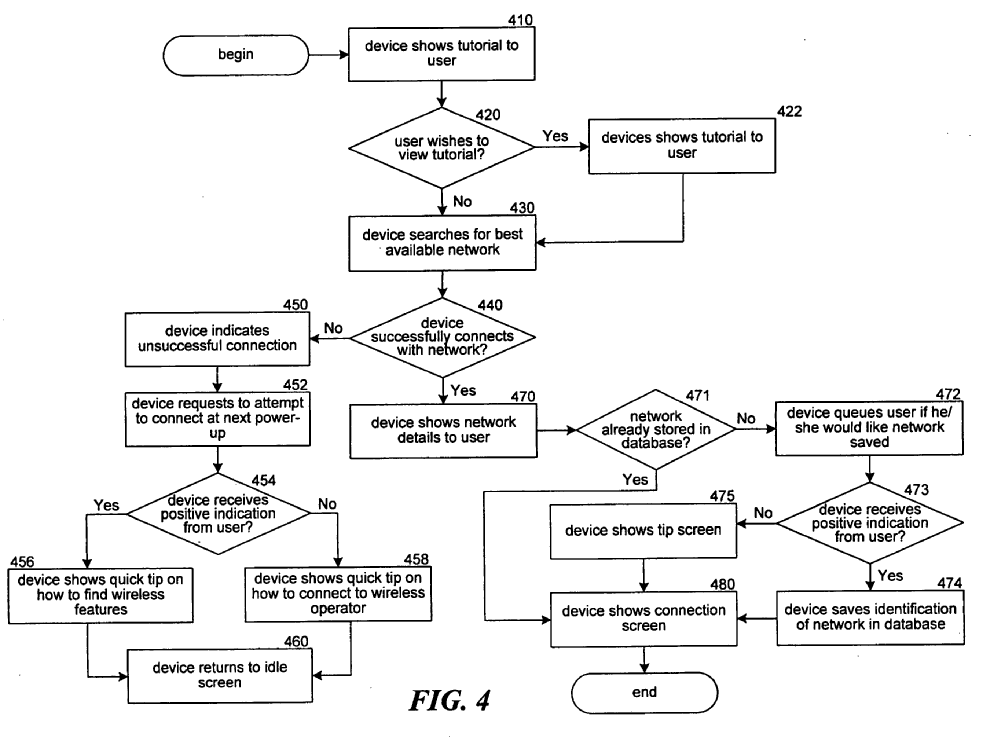 410
begin
device shows tutorial to
user
420
user wishes to
view tutorial?
Yes
422
devices shows tutorial to
user
No
430
device searches for best
available network
440
device
successfully connects
with network?
No
450
device indicates
unsuccessful connection
452
device requests to attempt
to connect at next power-
up
454
device receives
positive indication
from user?
Yes
No
456
device shows quick tip on
how to find wireless
features
458
device shows quick tip on
how to connect to wireless
operator
460
device returns to idle
screen
Yes
470
device shows network
details to user
471
network
already stored in
database?
No
472
device queues user if he/
she would like network
saved
Yes
473
device receives
positive indication
from user?
No
475
device shows tip screen
Yes
474
device saves identification
of network in database
480
device shows connection
screen
end
FIG. 4